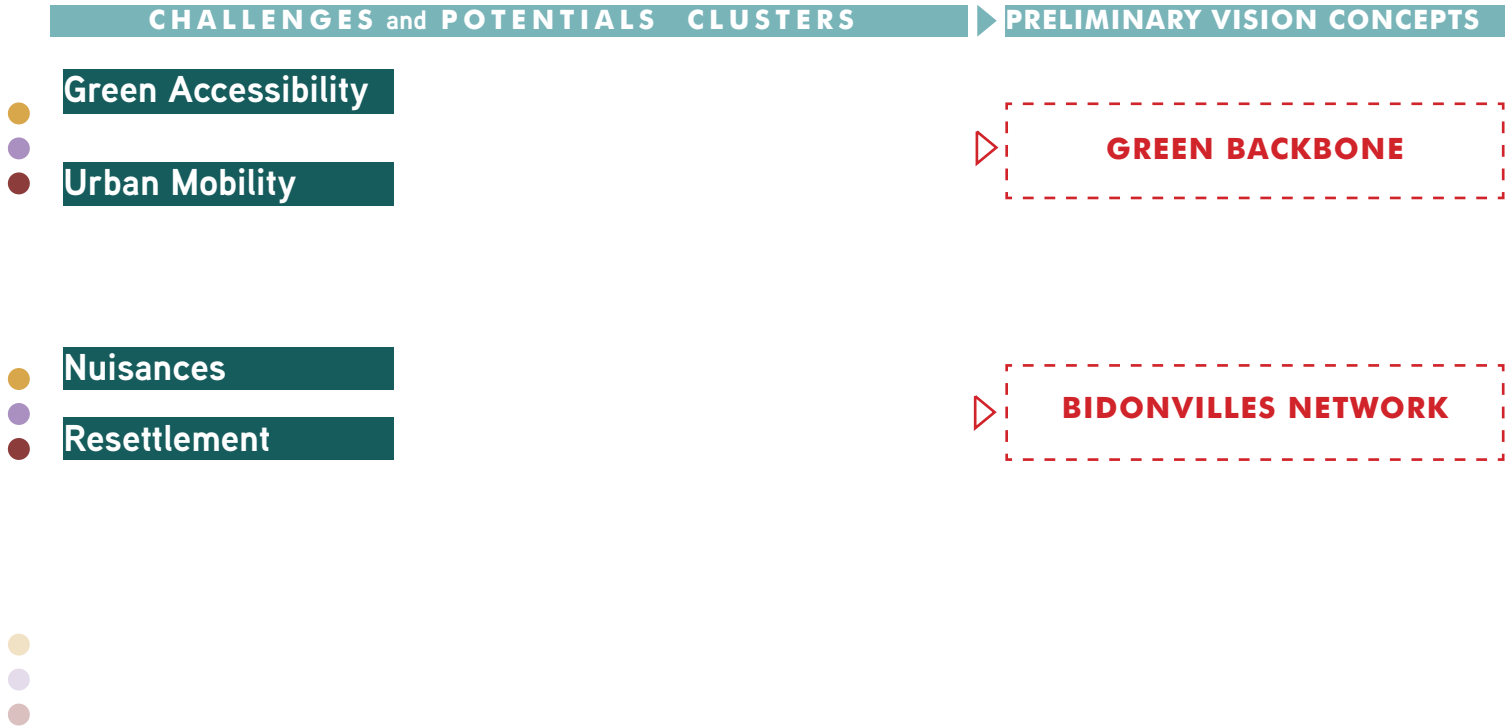 CHALLENGES and POTENTIALS CLUSTERS
PRELIMINARY VISION CONCEPTS
Green Accessibility
Urban Mobility
GREEN BACKBONE
Nuisances
Resettlement
BIDONVILLES NETWORK